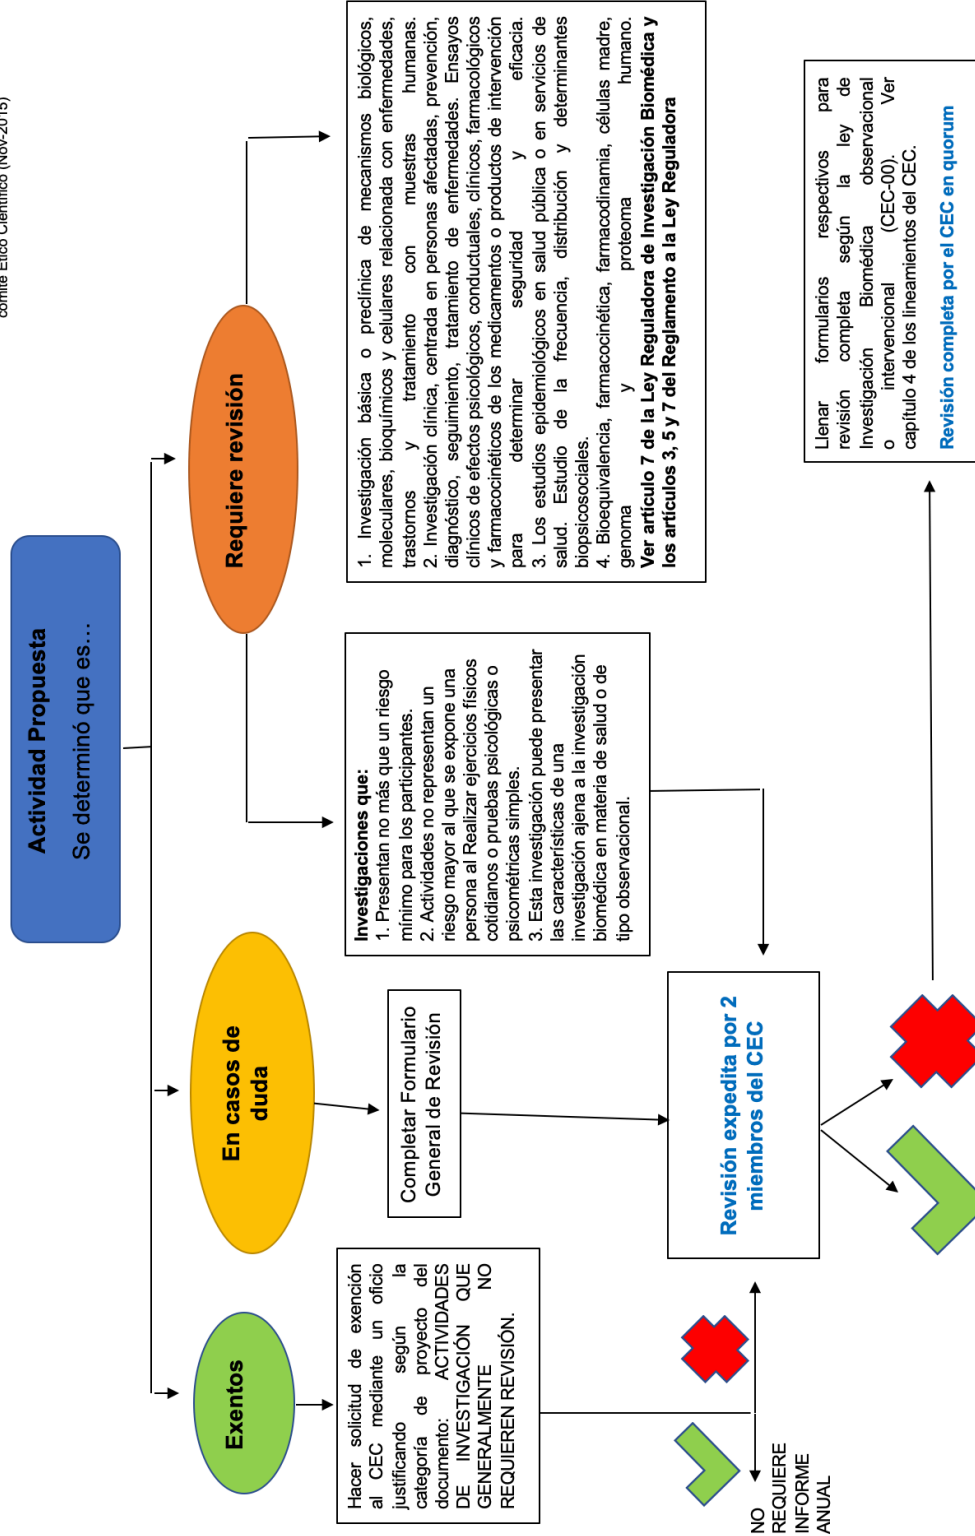 comité Ético Científico (Nov-2015)
Actividad Propuesta
Se determinó que es…
Exentos
En casos de
duda
Requiere revisión
Hacer solicitud de exención
al CEC mediante un oficio
justificando según la
categoría de proyecto del
documento: ACTIVIDADES
DE INVESTIGACIÓN QUE
GENERALMENTE NO
REQUIEREN REVISIÓN.
Completar Formulario
General de Revisión
Investigaciones que:
1. Presentan no más que un riesgo
mínimo para los participantes.
2. Actividades no representan un
riesgo mayor al que se expone una
persona al Realizar ejercicios físicos
cotidianos o pruebas psicológicas o
psicométricas simples.
3. Esta investigación puede presentar
las características de una
investigación ajena a la investigación
biomédica en materia de salud o de
tipo observacional.
1. Investigación básica o preclínica de mecanismos biológicos,
moleculares, bioquímicos y celulares relacionada con enfermedades,
trastornos y tratamiento con muestras humanas.
2. Investigación clínica, centrada en personas afectadas, prevención,
diagnóstico, seguimiento, tratamiento de enfermedades. Ensayos
clínicos de efectos psicológicos, conductuales, clínicos, farmacológicos
y farmacocinéticos de los medicamentos o productos de intervención
para determinar seguridad y eficacia.
3. Los estudios epidemiológicos en salud pública o en servicios de
salud. Estudio de la frecuencia, distribución y determinantes
biopsicosociales.
4. Bioequivalencia, farmacocinética, farmacodinamia, células madre,
genoma y proteoma humano.
Ver artículo 7 de la Ley Reguladora de Investigación Biomédica y
los artículos 3, 5 y 7 del Reglamento a la Ley Reguladora
NO
REQUIERE
INFORME
ANUAL
Revisión expedita por 2
miembros del CEC
Llenar formularios respectivos para
revisión completa según la ley de
Investigación Biomédica observacional
o intervencional (CEC-00). Ver
capítulo 4 de los lineamientos del CEC.
Revisión completa por el CEC en quorum